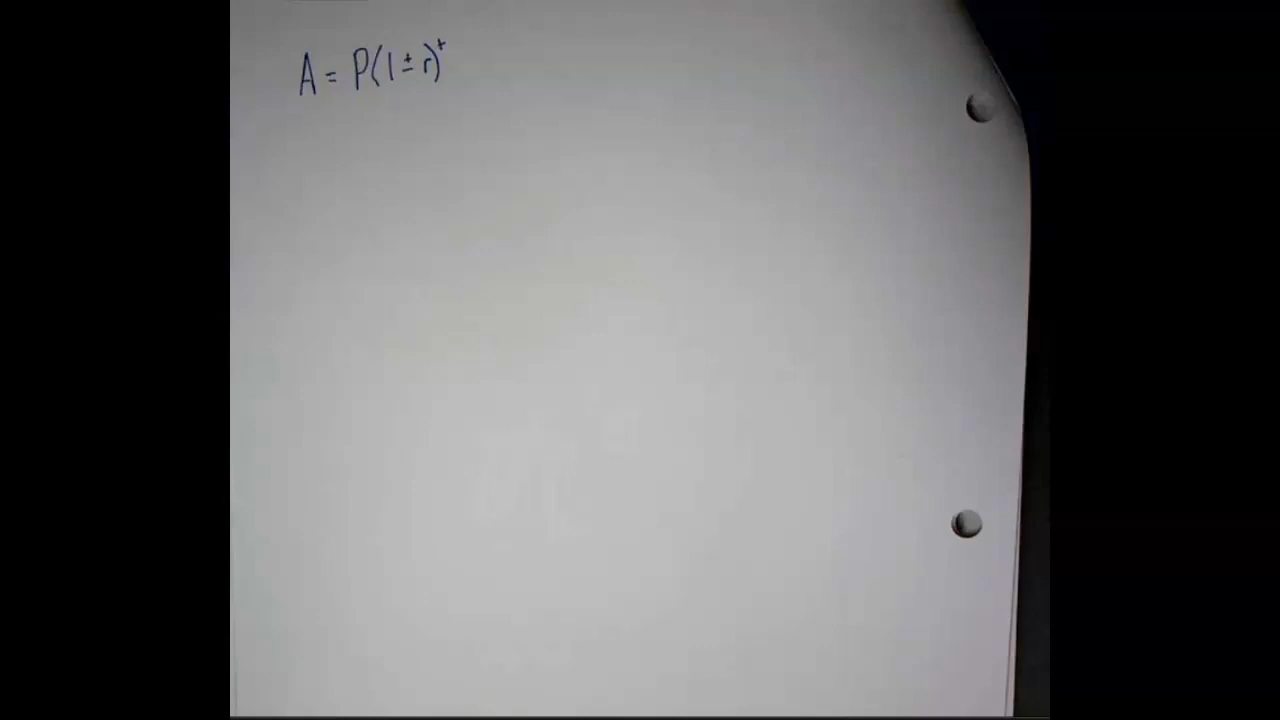 A = P(1 ± r)^t